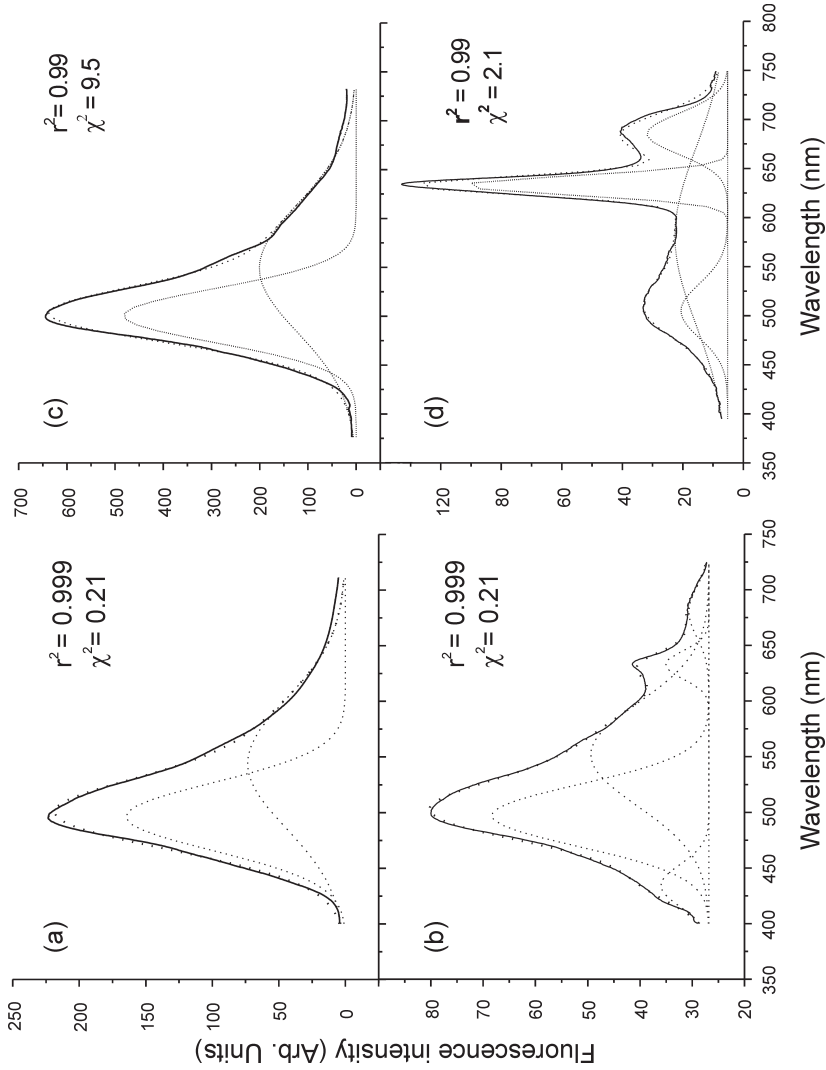 Fluorescence intensity (Arb. Units)
(a)
r² = 0.999
χ² = 0.21
250
200
150
100
50
0
(c)
r² = 0.99
χ² = 9.5
700
600
500
400
300
200
100
0
(b)
r² = 0.999
χ² = 0.21
80
70
60
50
40
30
20
350 400 450 500 550 600 650 700 750
Wavelength (nm)
(d)
r² = 0.99
χ² = 2.1
120
100
80
60
40
20
0
350 400 450 500 550 600 650 700 750 800
Wavelength (nm)